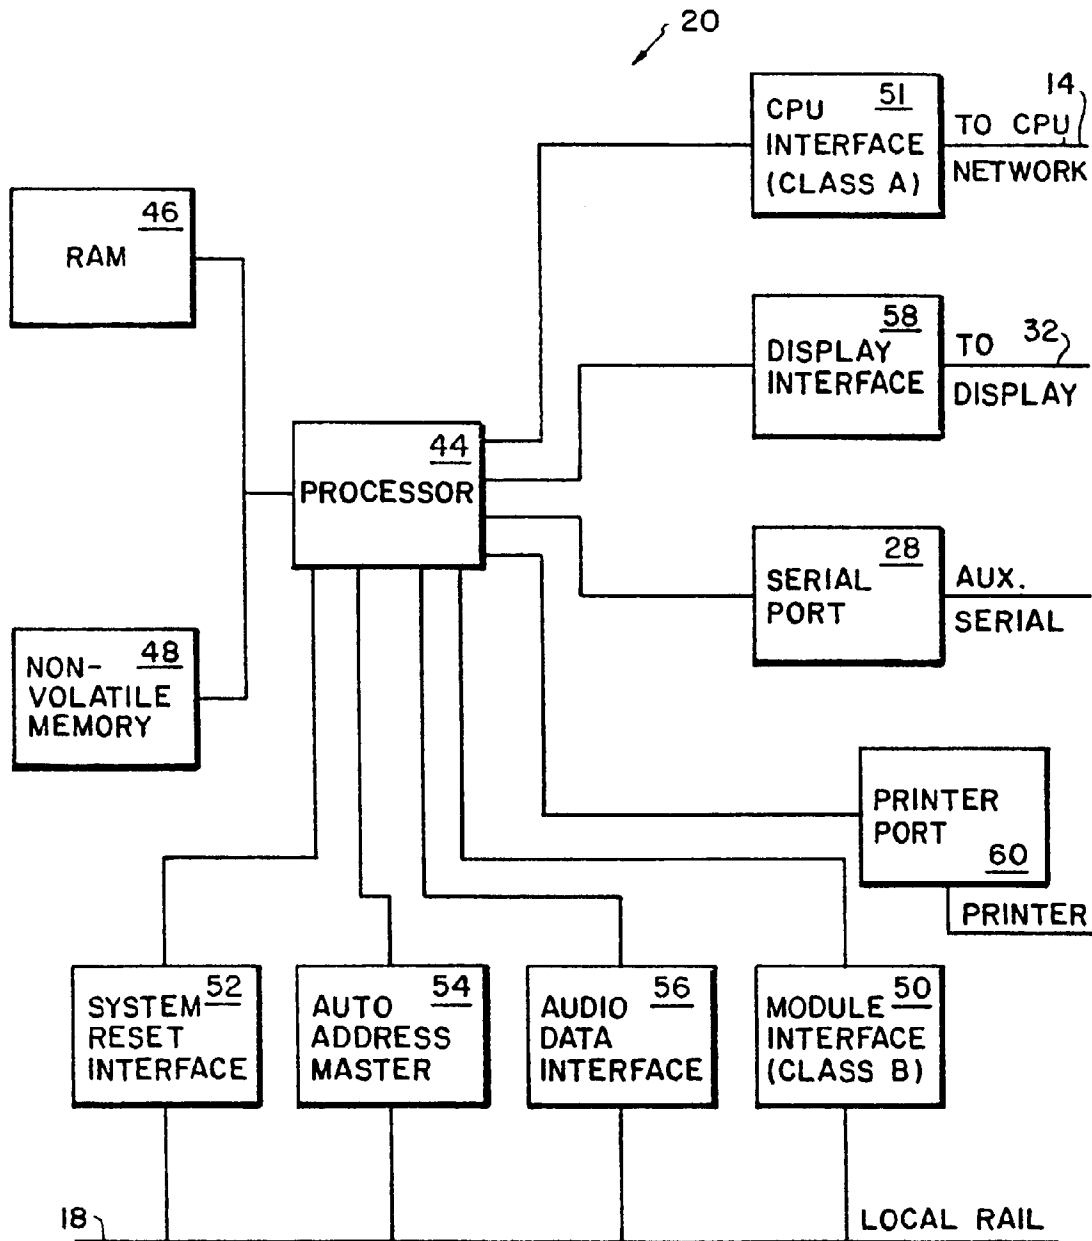 20
51
CPU
INTERFACE
(CLASS A)
14
TO CPU
NETWORK
46
RAM
58
DISPLAY
INTERFACE
TO
32
DISPLAY
44
PROCESSOR
28
SERIAL
PORT
AUX.
SERIAL
48
NON-
VOLATILE
MEMORY
PRINTER
PORT
60
PRINTER
52
SYSTEM
RESET
INTERFACE
54
AUTO
ADDRESS
MASTER
56
AUDIO
DATA
INTERFACE
50
MODULE
INTERFACE
(CLASS B)
18
LOCAL RAIL